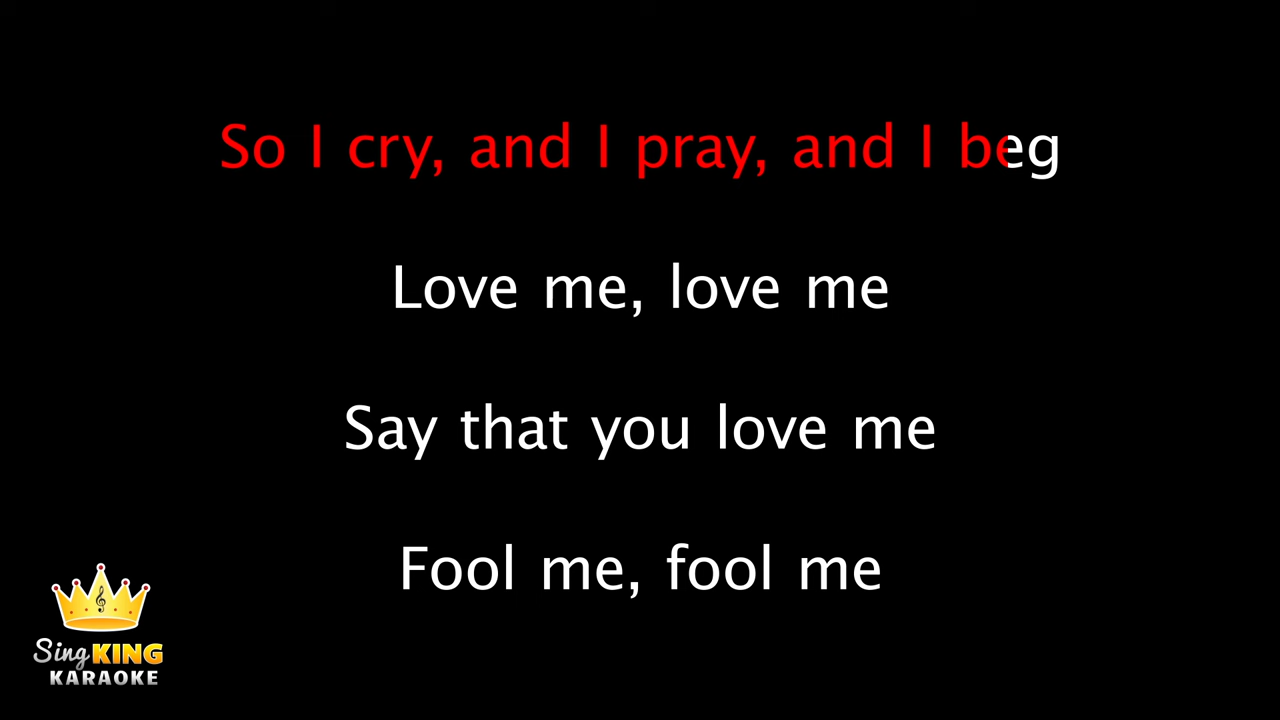 So I cry, and I pray, and I beg
Love me, love me
Say that you love me
Fool me, fool me
Sing KING
KARAOKE